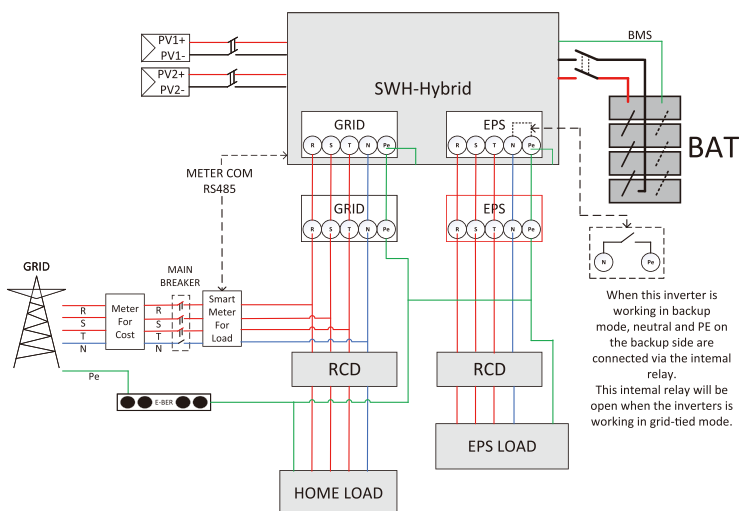 PV1+
PV1-
PV2+
PV2-
SWH-Hybrid
BMS
BAT
GRID
R S T N Pe
EPS
R S T N Pe
METER COM
RS485
GRID
R S T N Pe
EPS
R S T N Pe
N Pe
GRID
MAIN
BREAKER
R
S
T
N
Meter
For
Cost
R
S
T
N
Smart
Meter
For
Load
Pe
E-BER
RCD
RCD
EPS LOAD
HOME LOAD
When this inverter is
working in backup
mode, neutral and PE on
the backup side are
connected via the intemal
relay.
This intemal relay will be
open when the inverters is
working in grid-tied mode.